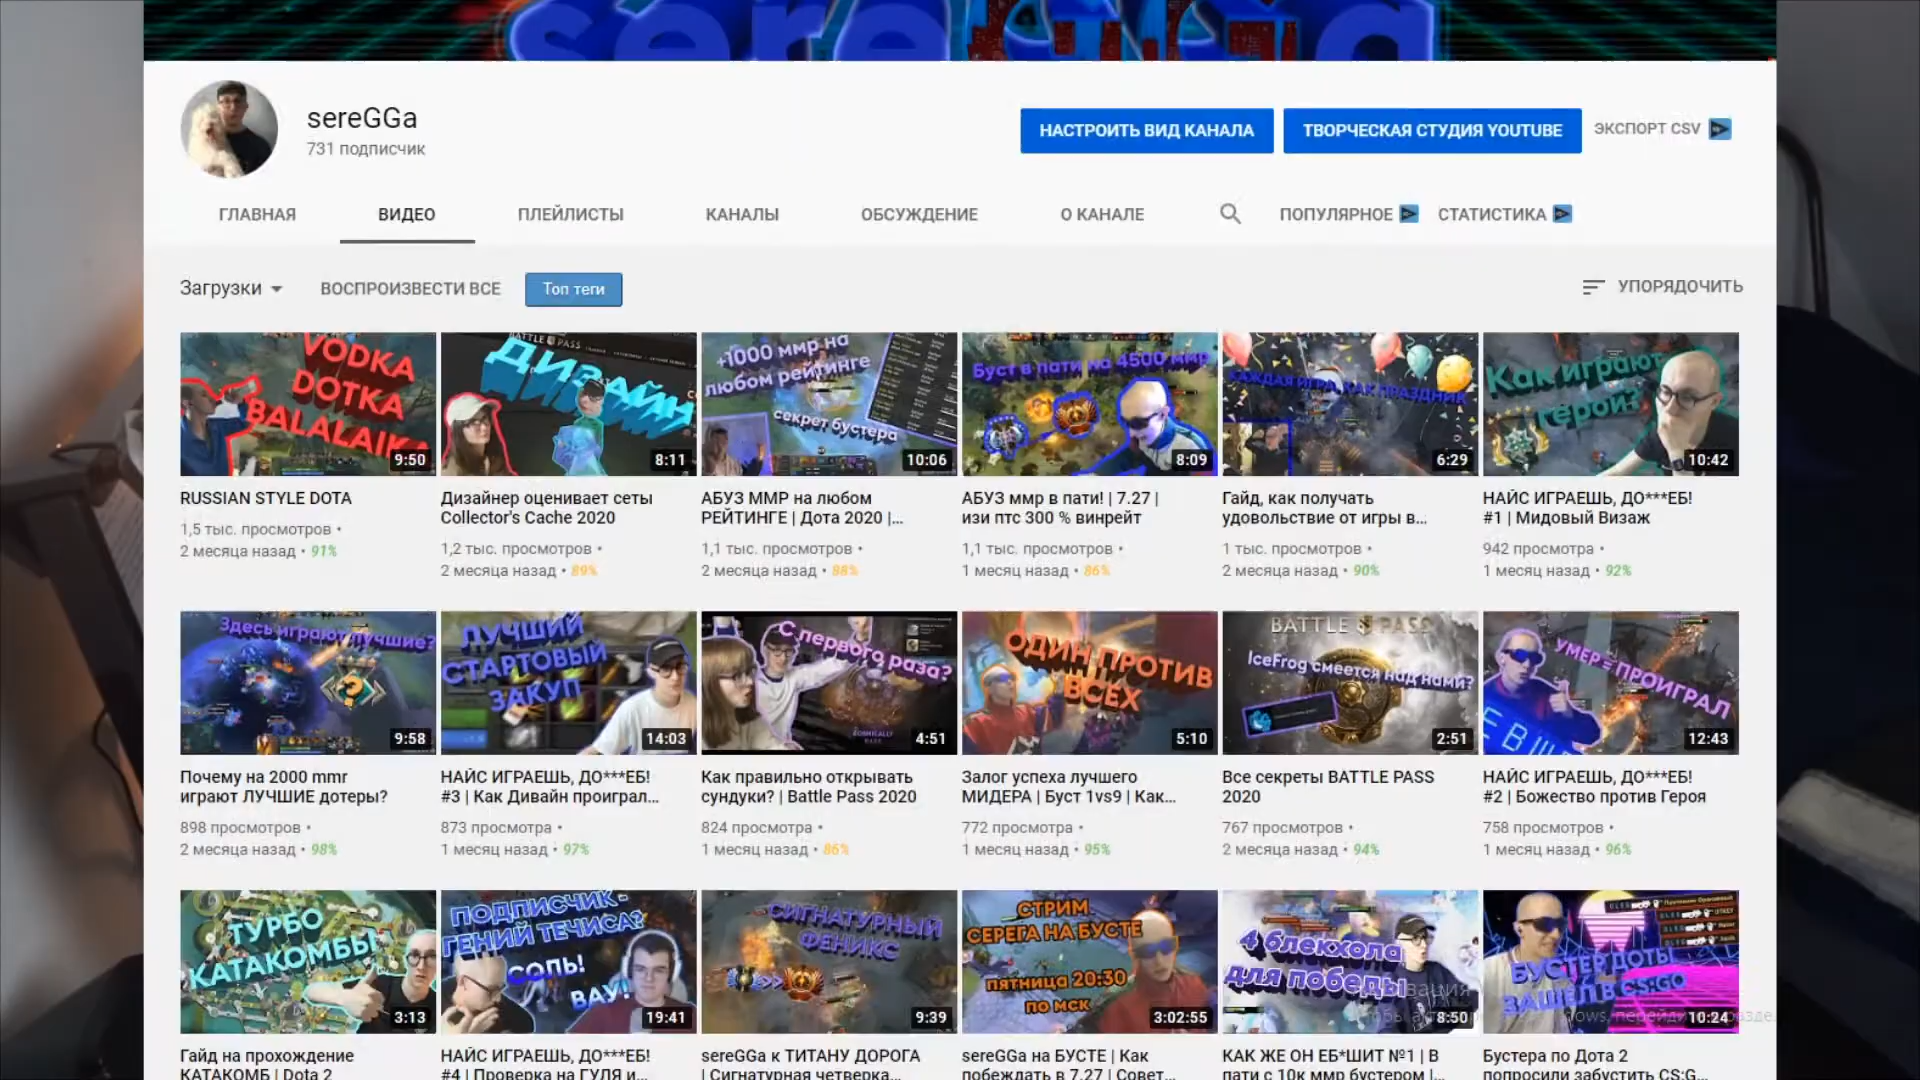 sereGGa
sereGGa
731 подписчик
НАСТРОИТЬ ВИД КАНАЛА
ТВОРЧЕСКАЯ СТУДИЯ YOUTUBE
ЭКСПОРТ CSV
ГЛАВНАЯ ВИДЕО ПЛЕЙЛИСТЫ КАНАЛЫ ОБСУЖДЕНИЕ О КАНАЛЕ ПОПУЛЯРНОЕ СТАТИСТИКА
Загрузки ВОСПРОИЗВЕСТИ ВСЕ Топ теги УПОРЯДОЧИТЬ
VODKA
DOTKA
BALALAIKA
9:50
RUSSIAN STYLE DOTA
1,5 тыс. просмотров •
2 месяца назад • 91%
BATTLE PASS
ДИЗАЙН
8:11
Дизайнер оценивает сеты
Collector's Cache 2020
1,2 тыс. просмотров •
2 месяца назад • 89%
+1000 ммр на
любом рейтинге
секрет бустера
10:06
АБУЗ ММР на любом
РЕЙТИНГЕ | Дота 2020 |...
1,1 тыс. просмотров •
2 месяца назад • 88%
Буст в пати на 4500 ммр
8:09
АБУЗ ммр в пати! | 7.27 |
изи птс 300 % винрейт
1,1 тыс. просмотров •
1 месяц назад • 86%
КАЖДАЯ ИГРА, КАК ПРАЗДНИК
6:29
Гайд, как получать
удовольствие от игры в...
1 тыс. просмотров •
2 месяца назад • 90%
Как играют
герои?
10:42
НАЙС ИГРАЕШЬ, ДО***ЕБ!
#1 | Мидовый Визаж
942 просмотра •
1 месяц назад • 92%
Здесь играют лучшие?
9:58
Почему на 2000 mmr
играют ЛУЧШИЕ дотеры?
898 просмотров •
2 месяца назад • 98%
ЛУЧШИЙ
СТАРТОВЫЙ
ЗАКУП
14:03
НАЙС ИГРАЕШЬ, ДО***ЕБ!
#3 | Как Дивайн проиграл...
873 просмотра •
1 месяц назад • 97%
С первого раза?
4:51
Как правильно открывать
сундуки? | Battle Pass 2020
824 просмотра •
1 месяц назад • 86%
ОДИН ПРОТИВ
ВСЕХ
5:10
Залог успеха лучшего
МИДЕРА | Буст 1vs9 | Как...
772 просмотра •
1 месяц назад • 95%
BATTLE PASS
IceFrog смеется над нами?
2:51
Все секреты BATTLE PASS
2020
767 просмотров •
2 месяца назад • 94%
УМЕР = ПРОИГРАЛ
12:43
НАЙС ИГРАЕШЬ, ДО***ЕБ!
#2 | Божество против Героя
758 просмотров •
1 месяц назад • 96%
ТУРБО
КАТАКОМБЫ
3:13
Гайд на прохождение
КАТАКОМБ | Dota 2
ПОДПИСЧИК -
ГЕНИЙ ТЕЧИСА?
СОЛЬ!
ВАУ!
19:41
НАЙС ИГРАЕШЬ, ДО***ЕБ!
#4 | Проверка на ГУЛЯ и...
СИГНАТУРНЫЙ
ФЕНИКС
>>
9:39
sereGGa к ТИТАНУ ДОРОГА
| Сигнатурная четверка...
СТРИМ
СЕРЕГА НА БУСТЕ
пятница 20:30
по мск
3:02:55
sereGGa на БУСТЕ | Как
побеждать в 7.27 | Совет...
4 блекхола
для победы
8:50
КАК ЖЕ ОН ЕБ*ШИТ №1 | В
пати с 10к ммр бустером |...
БУСТЕР ДОТЫ
ЗАШЕЛ В CS:GO
10:24
Бустера по Дота 2
попросили забустить CS:G...